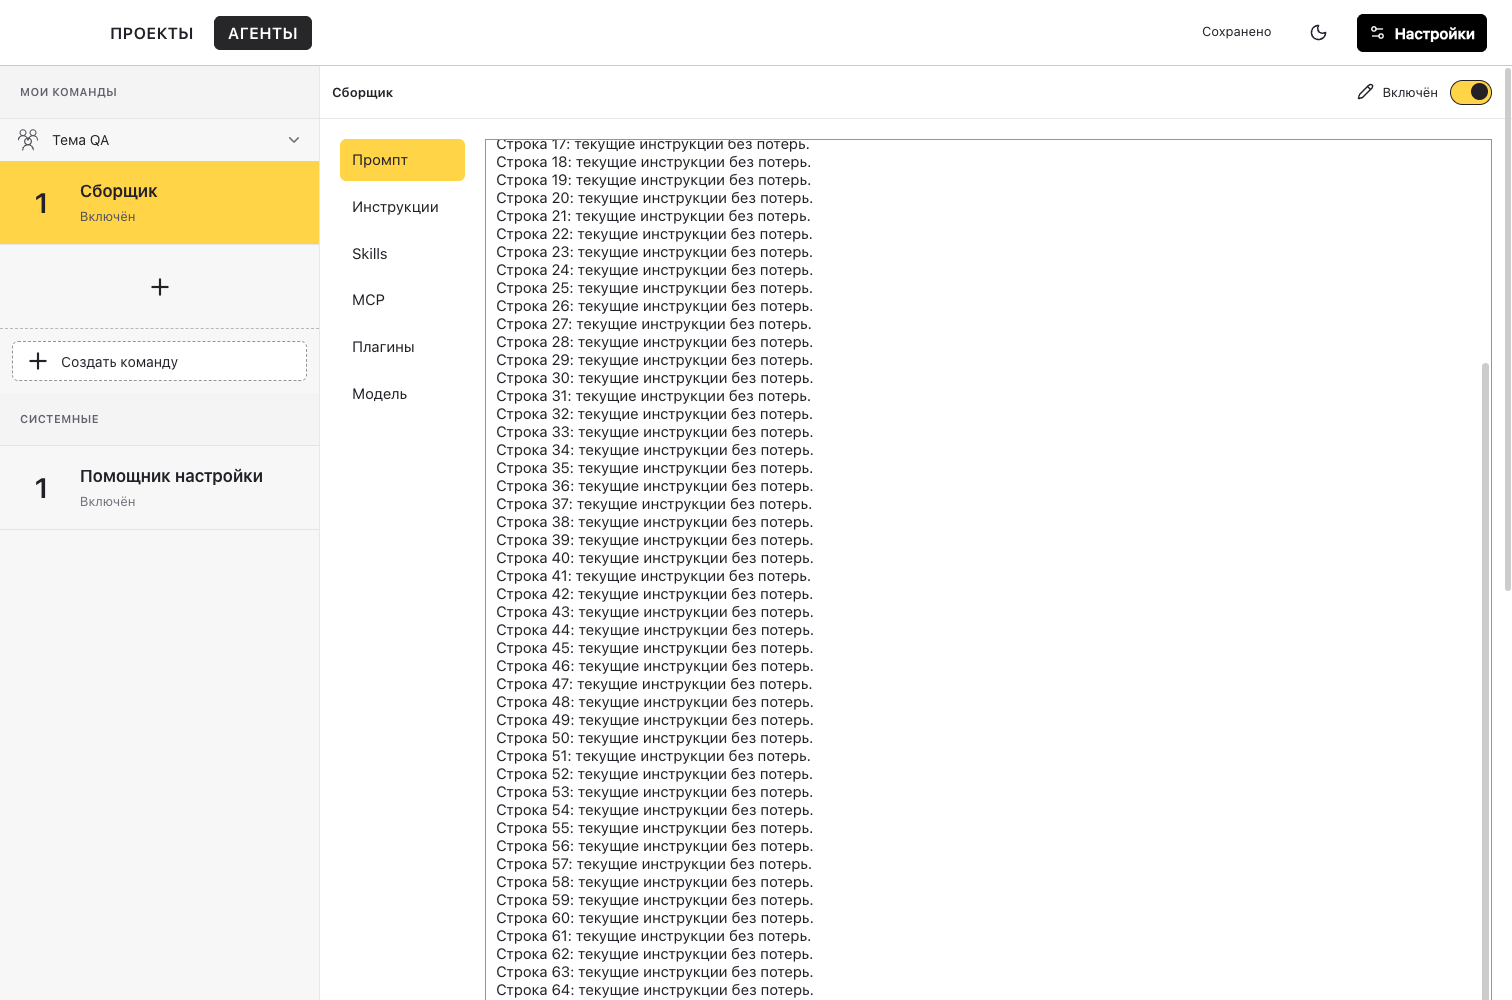 ПРОЕКТЫ
АГЕНТЫ
Сохранено
Настройки
МОИ КОМАНДЫ
Тема QA
1
Сборщик
Включён
Создать команду
СИСТЕМНЫЕ
1
Помощник настройки
Включён
Сборщик
Включён
Промпт
Инструкции
Skills
MCP
Плагины
Модель
Строка 17: текущие инструкции без потерь.
Строка 18: текущие инструкции без потерь.
Строка 19: текущие инструкции без потерь.
Строка 20: текущие инструкции без потерь.
Строка 21: текущие инструкции без потерь.
Строка 22: текущие инструкции без потерь.
Строка 23: текущие инструкции без потерь.
Строка 24: текущие инструкции без потерь.
Строка 25: текущие инструкции без потерь.
Строка 26: текущие инструкции без потерь.
Строка 27: текущие инструкции без потерь.
Строка 28: текущие инструкции без потерь.
Строка 29: текущие инструкции без потерь.
Строка 30: текущие инструкции без потерь.
Строка 31: текущие инструкции без потерь.
Строка 32: текущие инструкции без потерь.
Строка 33: текущие инструкции без потерь.
Строка 34: текущие инструкции без потерь.
Строка 35: текущие инструкции без потерь.
Строка 36: текущие инструкции без потерь.
Строка 37: текущие инструкции без потерь.
Строка 38: текущие инструкции без потерь.
Строка 39: текущие инструкции без потерь.
Строка 40: текущие инструкции без потерь.
Строка 41: текущие инструкции без потерь.
Строка 42: текущие инструкции без потерь.
Строка 43: текущие инструкции без потерь.
Строка 44: текущие инструкции без потерь.
Строка 45: текущие инструкции без потерь.
Строка 46: текущие инструкции без потерь.
Строка 47: текущие инструкции без потерь.
Строка 48: текущие инструкции без потерь.
Строка 49: текущие инструкции без потерь.
Строка 50: текущие инструкции без потерь.
Строка 51: текущие инструкции без потерь.
Строка 52: текущие инструкции без потерь.
Строка 53: текущие инструкции без потерь.
Строка 54: текущие инструкции без потерь.
Строка 55: текущие инструкции без потерь.
Строка 56: текущие инструкции без потерь.
Строка 57: текущие инструкции без потерь.
Строка 58: текущие инструкции без потерь.
Строка 59: текущие инструкции без потерь.
Строка 60: текущие инструкции без потерь.
Строка 61: текущие инструкции без потерь.
Строка 62: текущие инструкции без потерь.
Строка 63: текущие инструкции без потерь.
Строка 64: текущие инструкции без потерь.